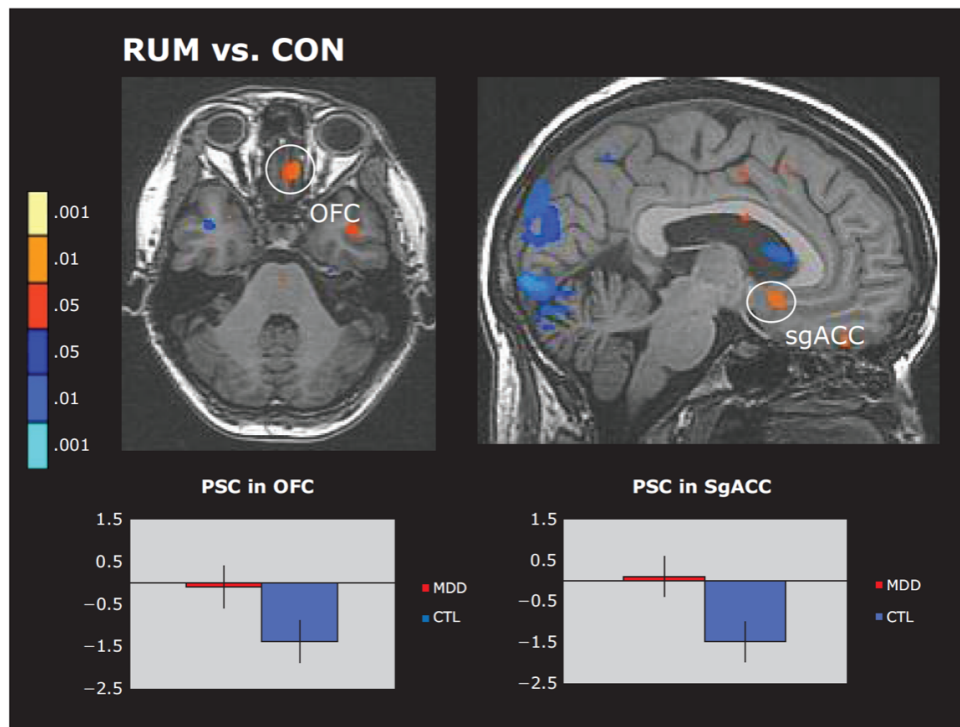 RUM vs. CON
OFC
sgACC
.001
.01
.05
.05
.01
.001
PSC in OFC
1.5
0.5
−0.5
−1.5
−2.5
MDD
CTL
PSC in SgACC
1.5
0.5
−0.5
−1.5
−2.5
MDD
CTL